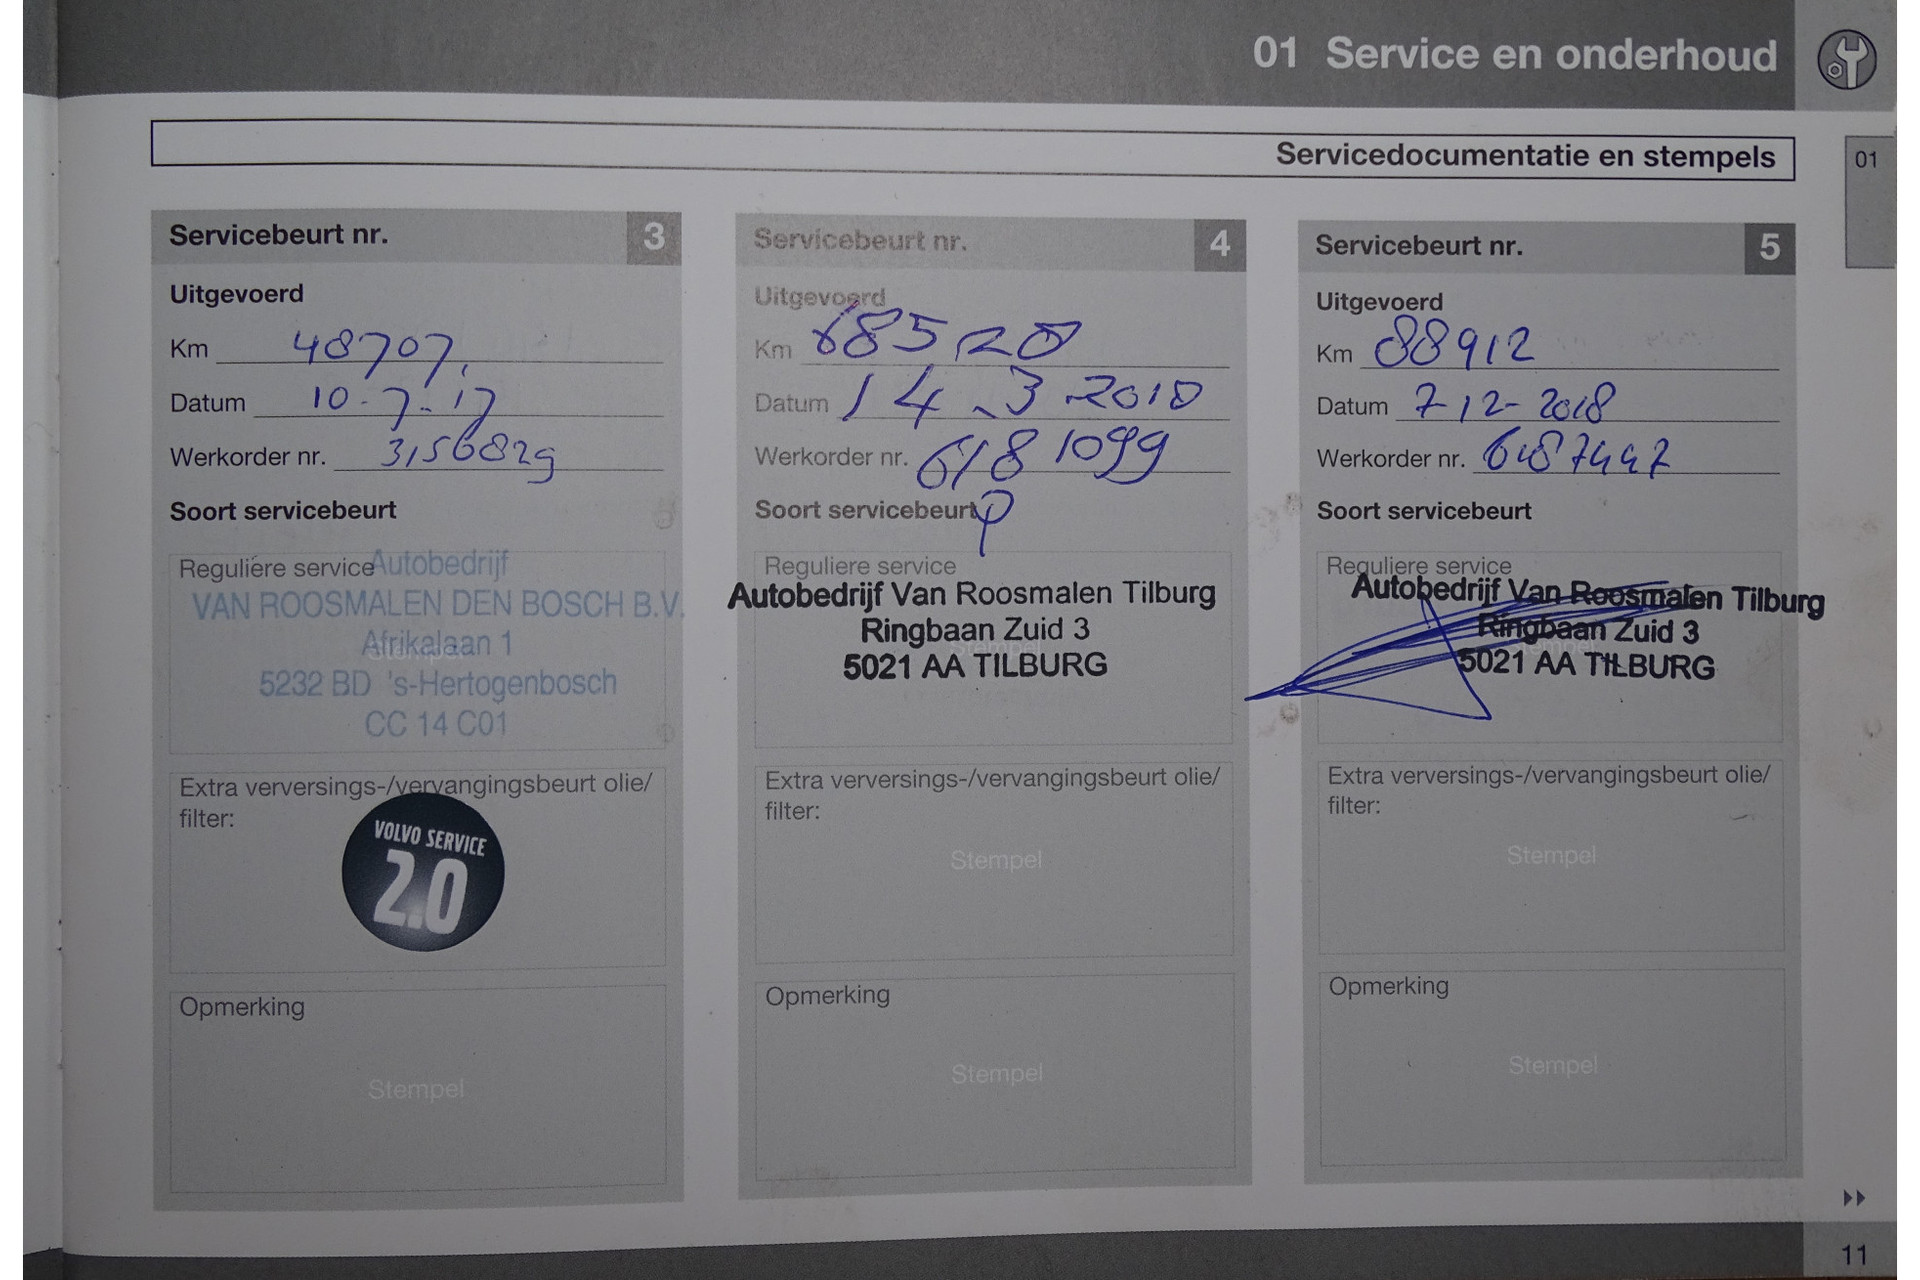 01 Service en onderhoud
Servicedocumentatie en stempels
01
Servicebeurt nr. 3
Uitgevoerd
Km 48707,
Datum 10-7-17
Werkorder nr. 3156829
Soort servicebeurt
Reguliere service
Autobedrijf
VAN ROOSMALEN DEN BOSCH B.V.
Afrikalaan 1
Stempel
5232 BD 's-Hertogenbosch
CC 14 C01
Extra verversings-/vervangingsbeurt olie/
filter:
VOLVO SERVICE
2.0
Opmerking
Stempel
Servicebeurt nr. 4
Uitgevoerd
Km
Datum 14.3-2018
Werkorder nr. 6181099
Soort servicebeurt
Reguliere service
Autobedrijf Van Roosmalen Tilburg
Ringbaan Zuid 3
Stempel
5021 AA TILBURG
Extra verversings-/vervangingsbeurt olie/
filter:
Stempel
Opmerking
Stempel
Servicebeurt nr. 5
Uitgevoerd
Km 88912
Datum 7-12-2018
Werkorder nr.
Soort servicebeurt
Reguliere service
Autobedrijf Van Roosmalen Tilburg
Ringbaan Zuid 3
Stempel
5021 AA TILBURG
Extra verversings-/vervangingsbeurt olie/
filter:
Stempel
Opmerking
Stempel
11